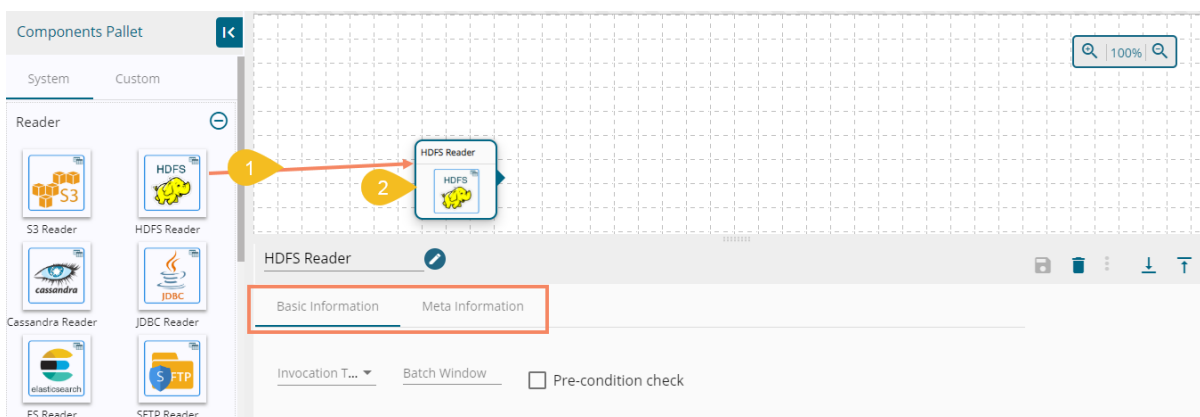 Components Pallet
System Custom
Reader
S3
HDFS
S3 Reader HDFS Reader
cassandra
JDBC
Cassandra Reader JDBC Reader
elasticsearch
SFTP
ES Reader SFTP Reader
1
2
HDFS Reader
HDFS
100%
HDFS Reader
Basic Information Meta Information
Invocation T... Batch Window Pre-condition check